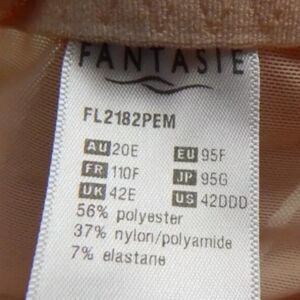 FANTASIE
FL2182PEM
AU 20E EU 95F
FR 110F JP 95G
UK 42E US 42DDD
56% polyester
37% nylon/polyamide
7% elastane